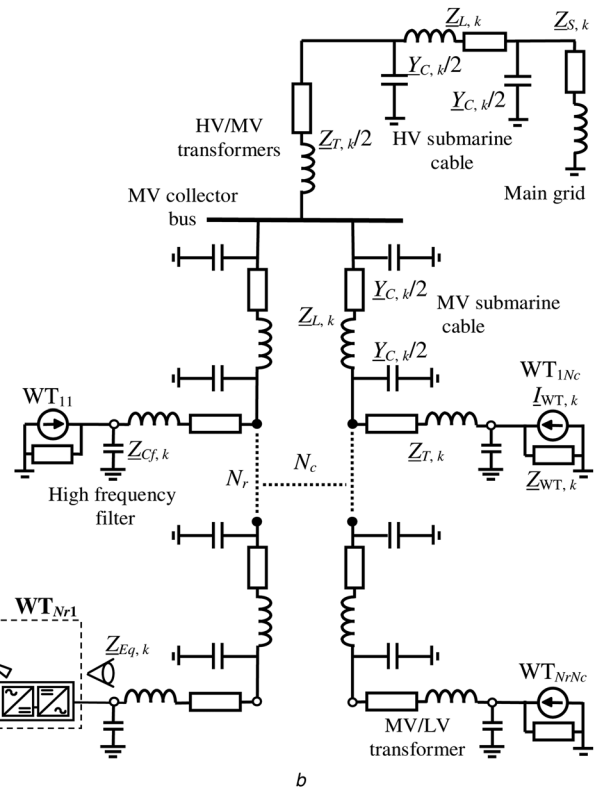 Z_L, k
Z_S, k
Y_C, k/2
Y_C, k/2
HV/MV
transformers
Z_T, k/2
HV submarine
cable
Main grid
MV collector
bus
Y_C, k/2
MV submarine
cable
Z_L, k
Y_C, k/2
WT_11
WT_1Nc
I_WT, k
Z_Cf, k
Z_T, k
Z_WT, k
High frequency
filter
N_r
N_c
WT_Nr1
Z_Eq, k
WT_NrNc
MV/LV
transformer
b